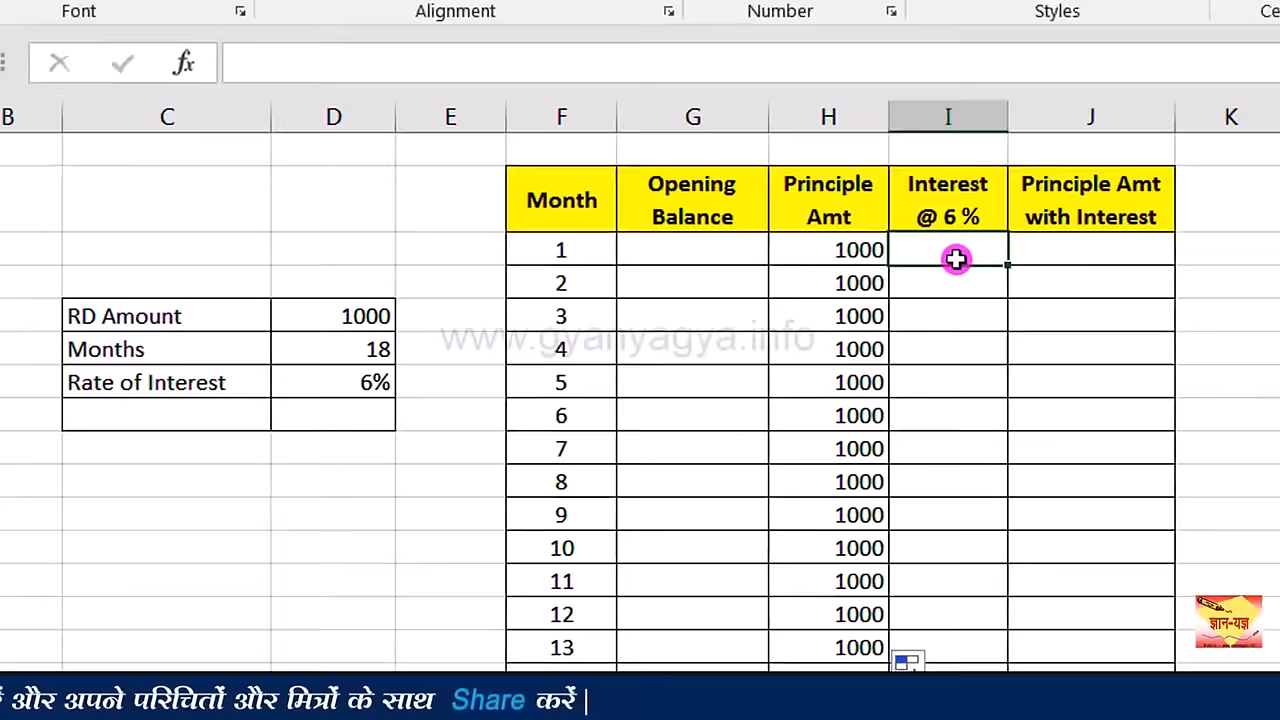 Font Alignment Number Styles Ce
fx
B C D E F G H I J K
Month Opening Balance Principle Amt Interest @ 6 % Principle Amt with Interest
1 1000
2 1000
RD Amount 1000 3 1000
Months 18 4 1000
Rate of Interest 6% 5 1000
6 1000
7 1000
8 1000
9 1000
10 1000
11 1000
12 1000
13 1000
www.gyanyagya.info
ज्ञान-यज्ञ
और अपने परिचितों और मित्रों के साथ Share करें |